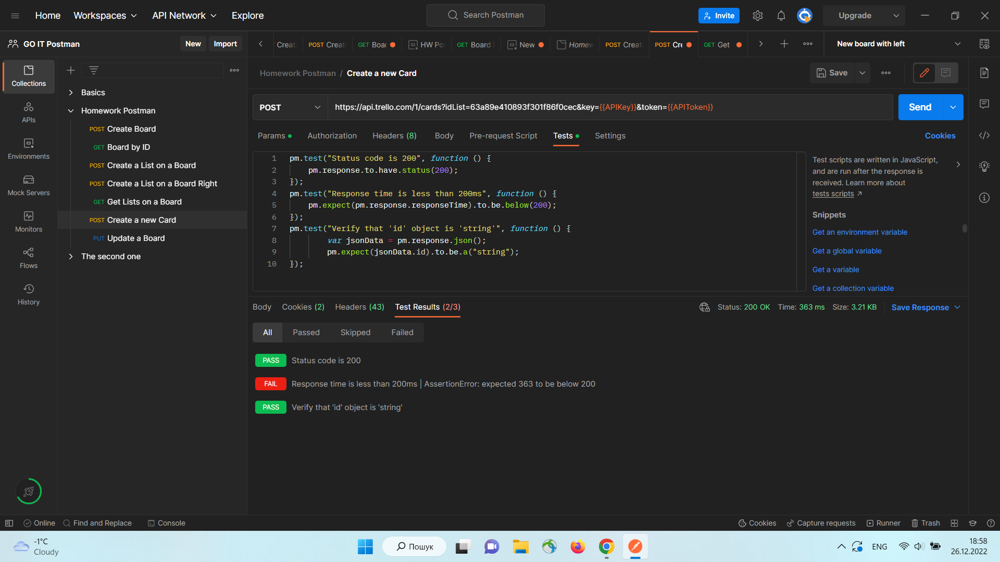 Home Workspaces API Network Explore Search Postman Invite Upgrade
GO IT Postman New Import
Creat POST Creat GET Boar HW Po GET Board New Homew POST Creat POST Cre GET Get New board with left
Homework Postman / Create a new Card Save
Collections
APIs
Environments
Mock Servers
Monitors
Flows
History
Basics
Homework Postman
POST Create Board
GET Board by ID
POST Create a List on a Board
POST Create a List on a Board Right
GET Get Lists on a Board
POST Create a new Card
PUT Update a Board
The second one
POST https://api.trello.com/1/cards?idList=63a89e410893f301f86f0cec&key={{APIKey}}&token={{APIToken}} Send
Params Authorization Headers (8) Body Pre-request Script Tests Settings Cookies
1 pm.test("Status code is 200", function () {
2 pm.response.to.have.status(200);
3 });
4 pm.test("Response time is less than 200ms", function () {
5 pm.expect(pm.response.responseTime).to.be.below(200);
6 });
7 pm.test("Verify that 'id' object is 'string'", function () {
8 var jsonData = pm.response.json();
9 pm.expect(jsonData.id).to.be.a("string");
10 });
Test scripts are written in JavaScript,
and are run after the response is
received. Learn more about
tests scripts
Snippets
Get an environment variable
Get a global variable
Get a variable
Get a collection variable
Body Cookies (2) Headers (43) Test Results (2/3) Status: 200 OK Time: 363 ms Size: 3.21 KB Save Response
All Passed Skipped Failed
PASS Status code is 200
FAIL Response time is less than 200ms | AssertionError: expected 363 to be below 200
PASS Verify that 'id' object is 'string'
Online Find and Replace Console Cookies Capture requests Runner Trash
-1°C
Cloudy
Пошук
ENG
18:58
26.12.2022